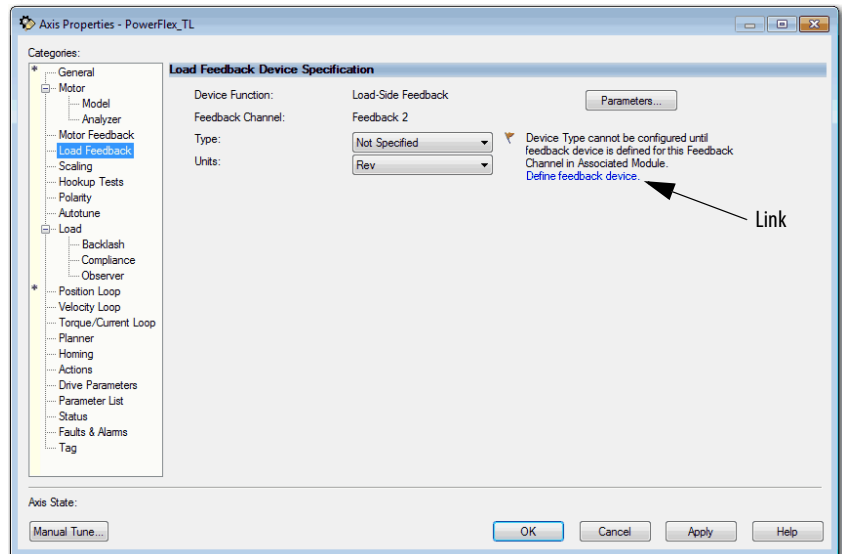 Axis Properties - PowerFlex_TL
Categories:
* General
Motor
Model
Analyzer
Motor Feedback
Load Feedback
Scaling
Hookup Tests
Polarity
Autotune
Load
Backlash
Compliance
Observer
* Position Loop
Velocity Loop
Torque/Current Loop
Planner
Homing
Actions
Drive Parameters
Parameter List
Status
Faults & Alarms
Tag
Load Feedback Device Specification
Device Function: Load-Side Feedback
Parameters...
Feedback Channel: Feedback 2
Type: Not Specified
Units: Rev
Device Type cannot be configured until
feedback device is defined for this Feedback
Channel in Associated Module.
Define feedback device.
Link
Axis State:
Manual Tune... OK Cancel Apply Help